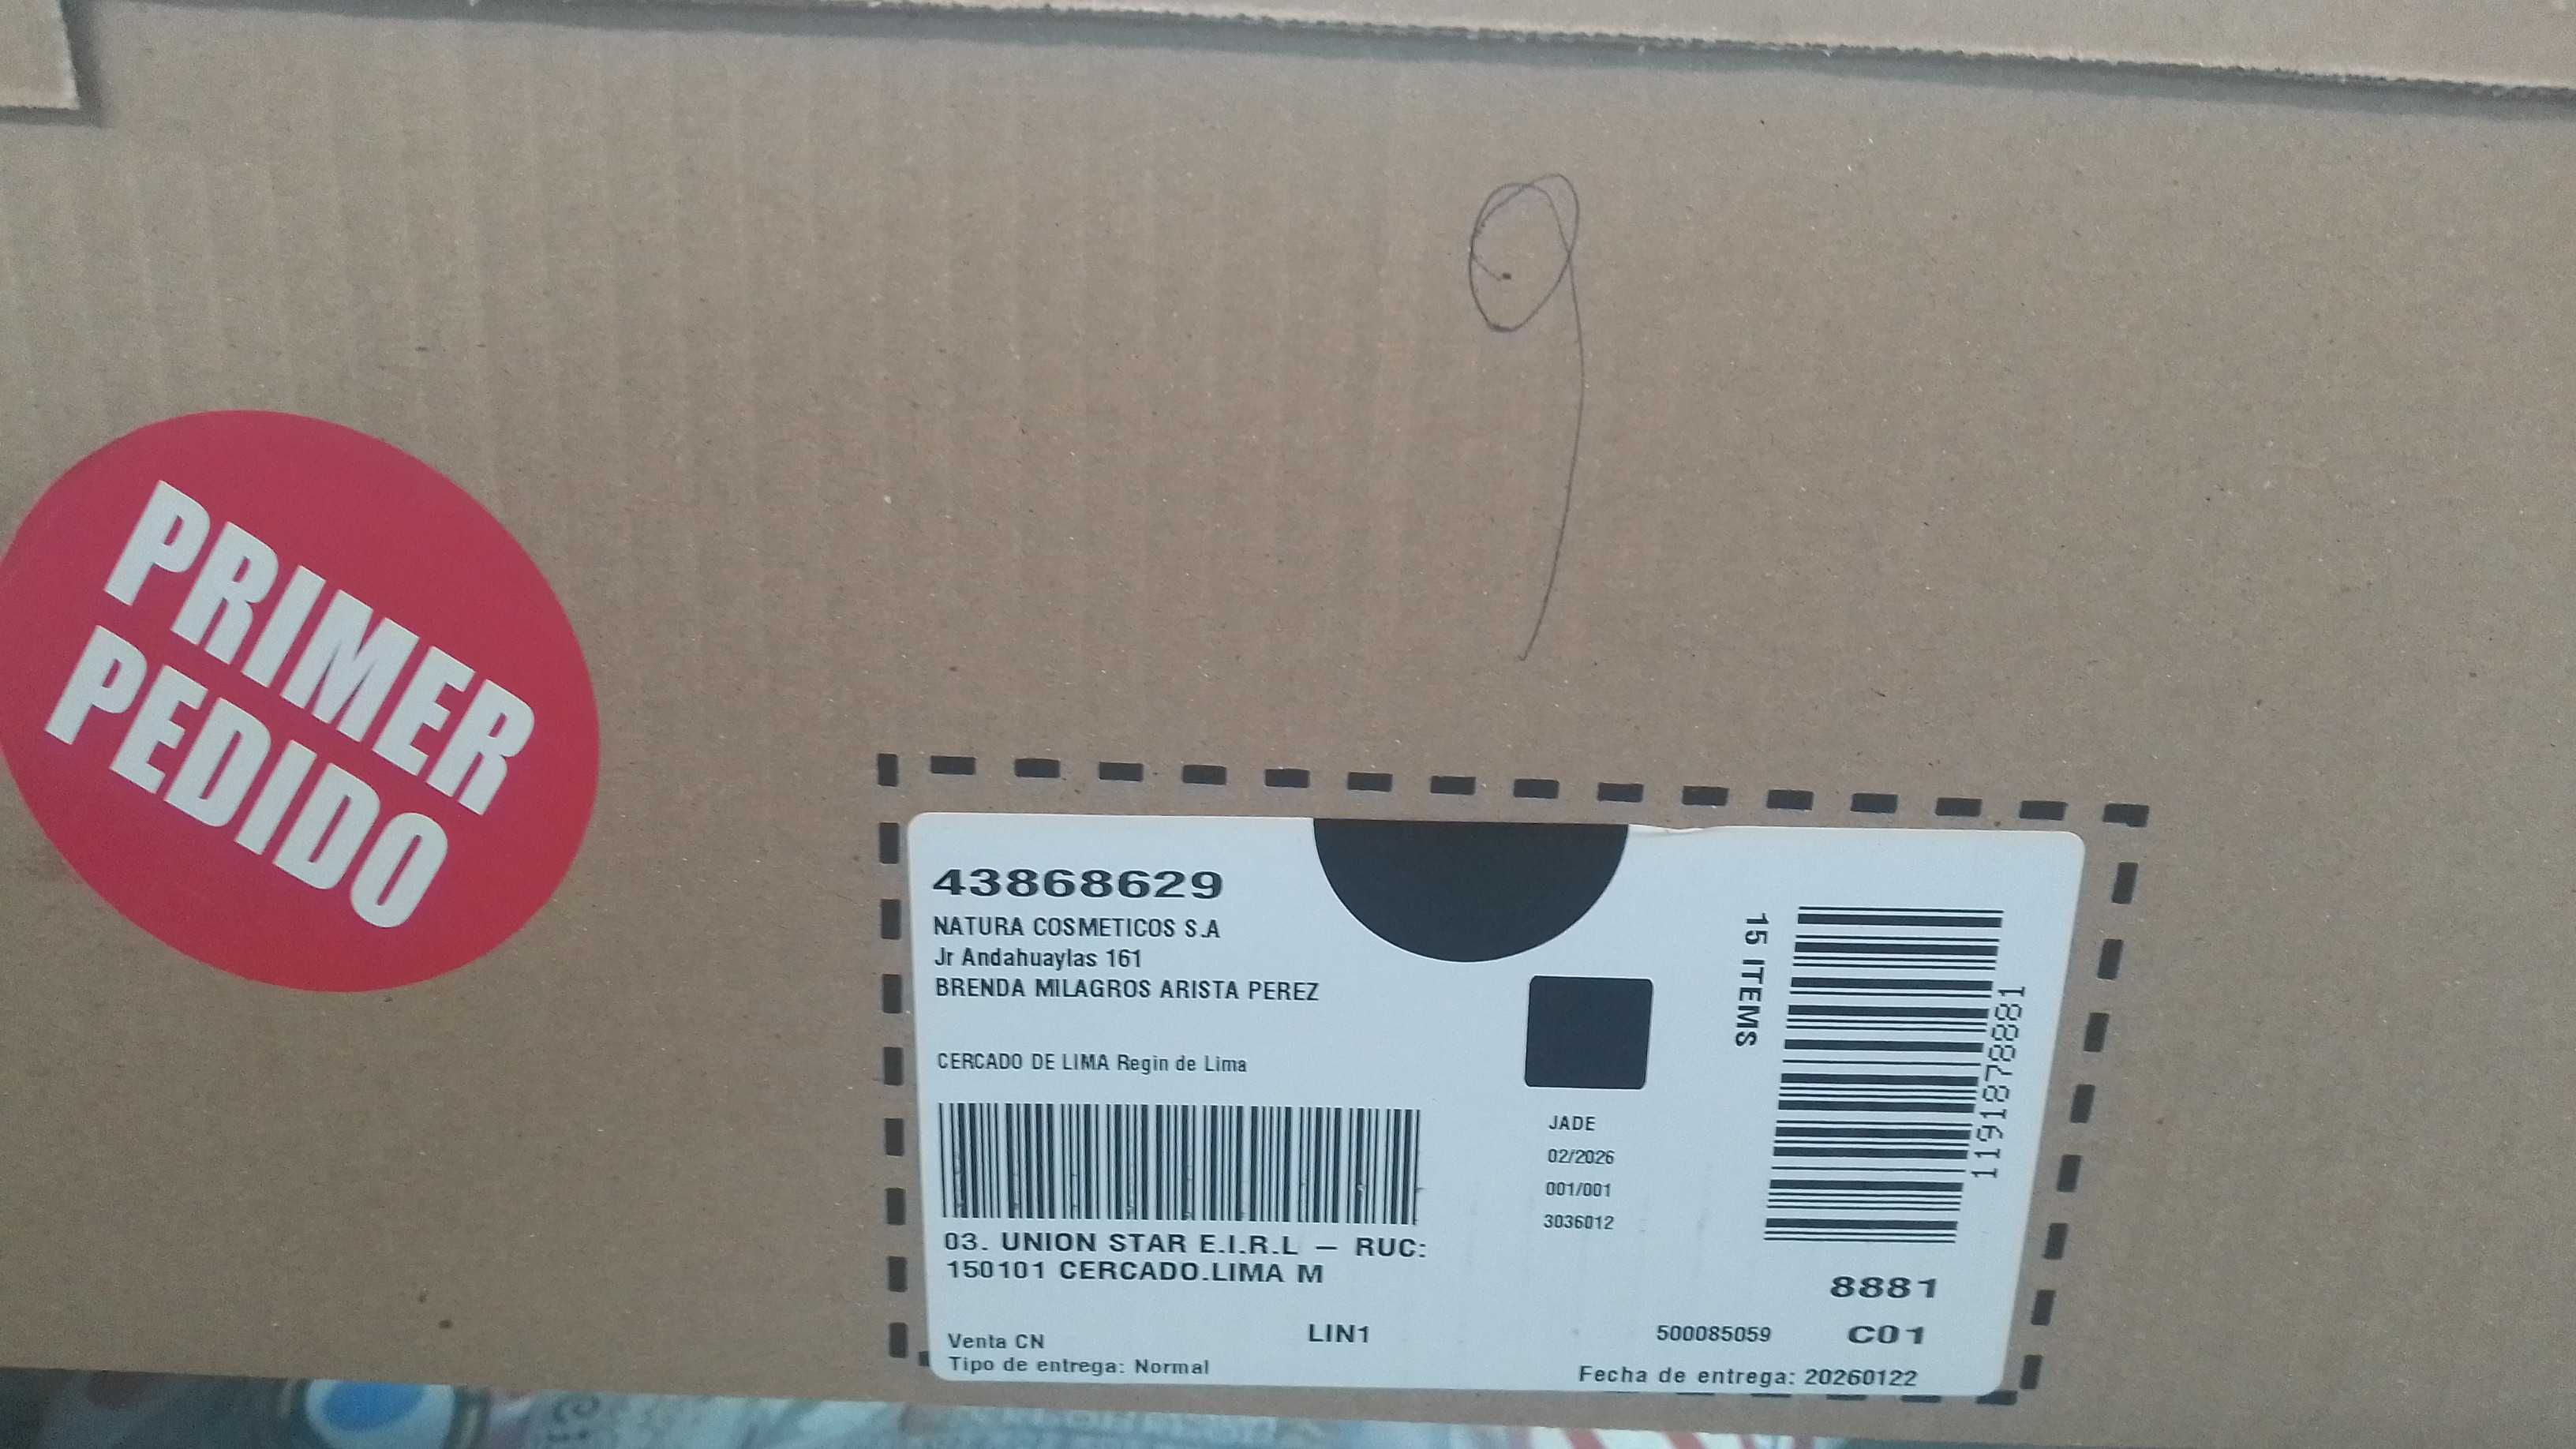 9
PRIMER
PEDIDO
43868629
NATURA COSMETICOS S.A
Jr Andahuaylas 161
BRENDA MILAGROS ARISTA PEREZ
CERCADO DE LIMA Regin de Lima
15 ITEMS
1191878881
JADE
02/2026
001/001
3036012
03. UNION STAR E.I.R.L – RUC:
150101 CERCADO.LIMA M
8881
Venta CN
LIN1
500085059
C01
Tipo de entrega: Normal
Fecha de entrega: 20260122